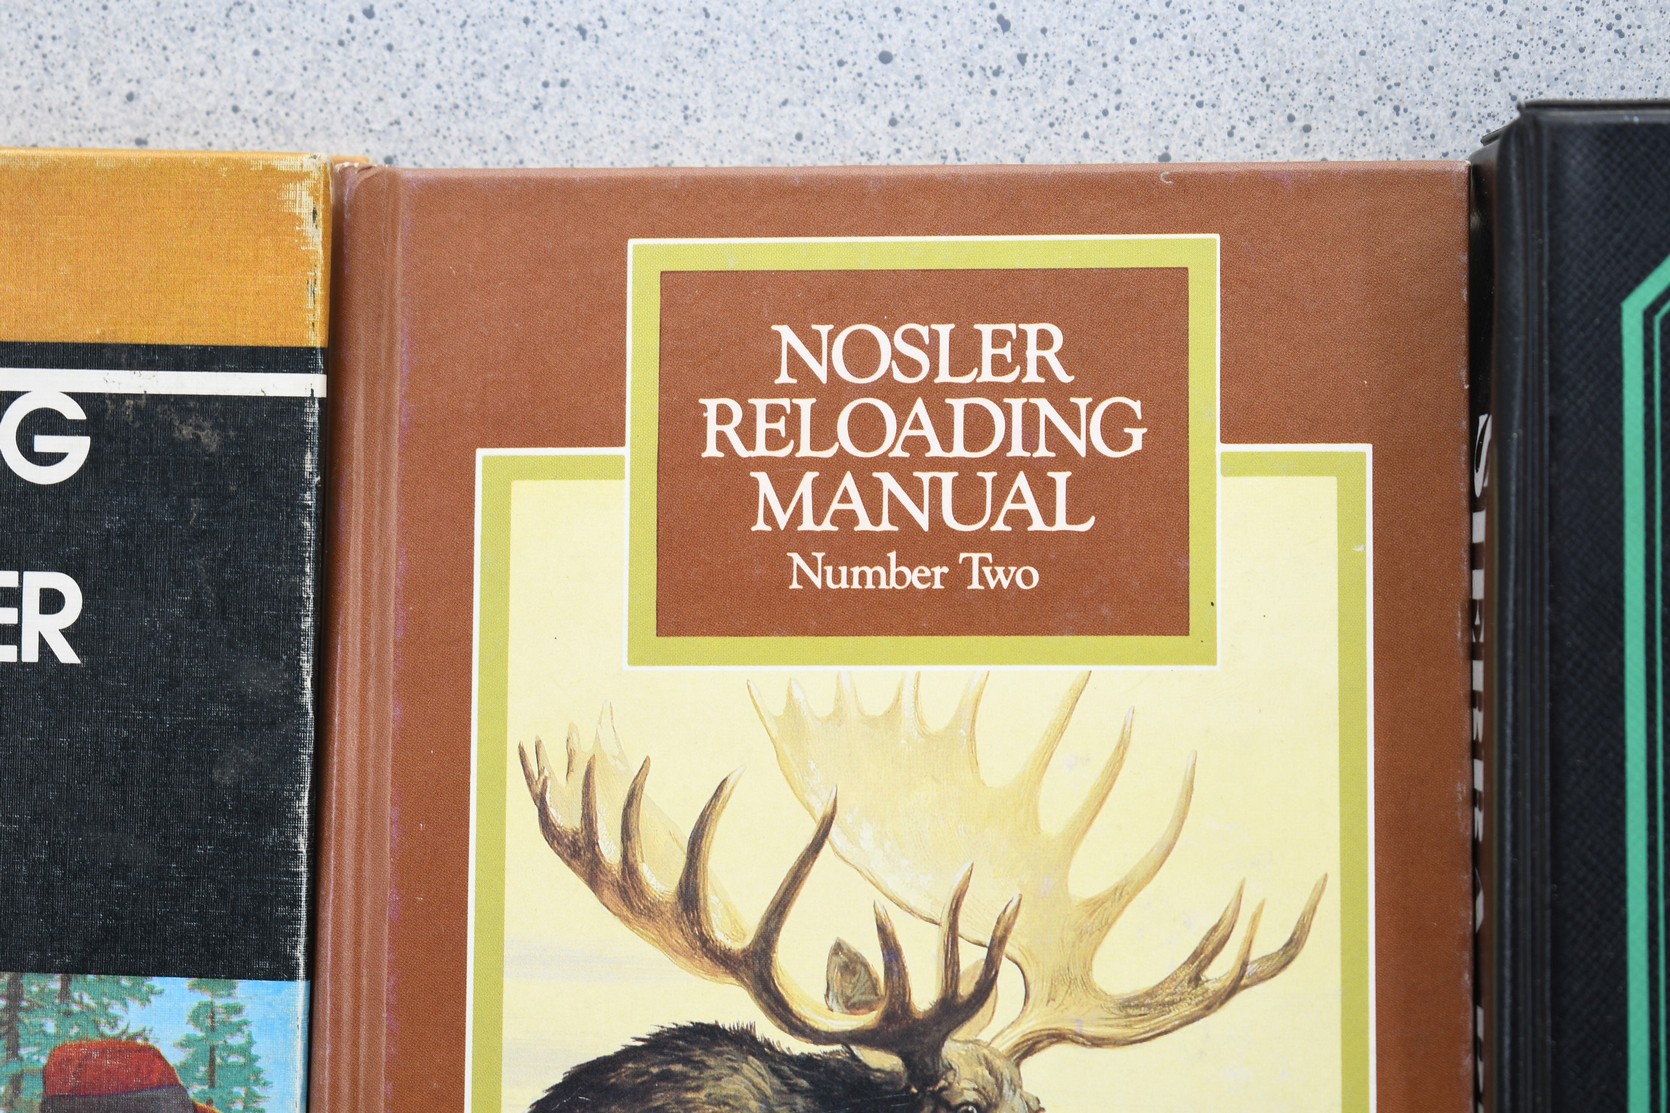 G
ER
NOSLER
RELOADING
MANUAL
Number Two